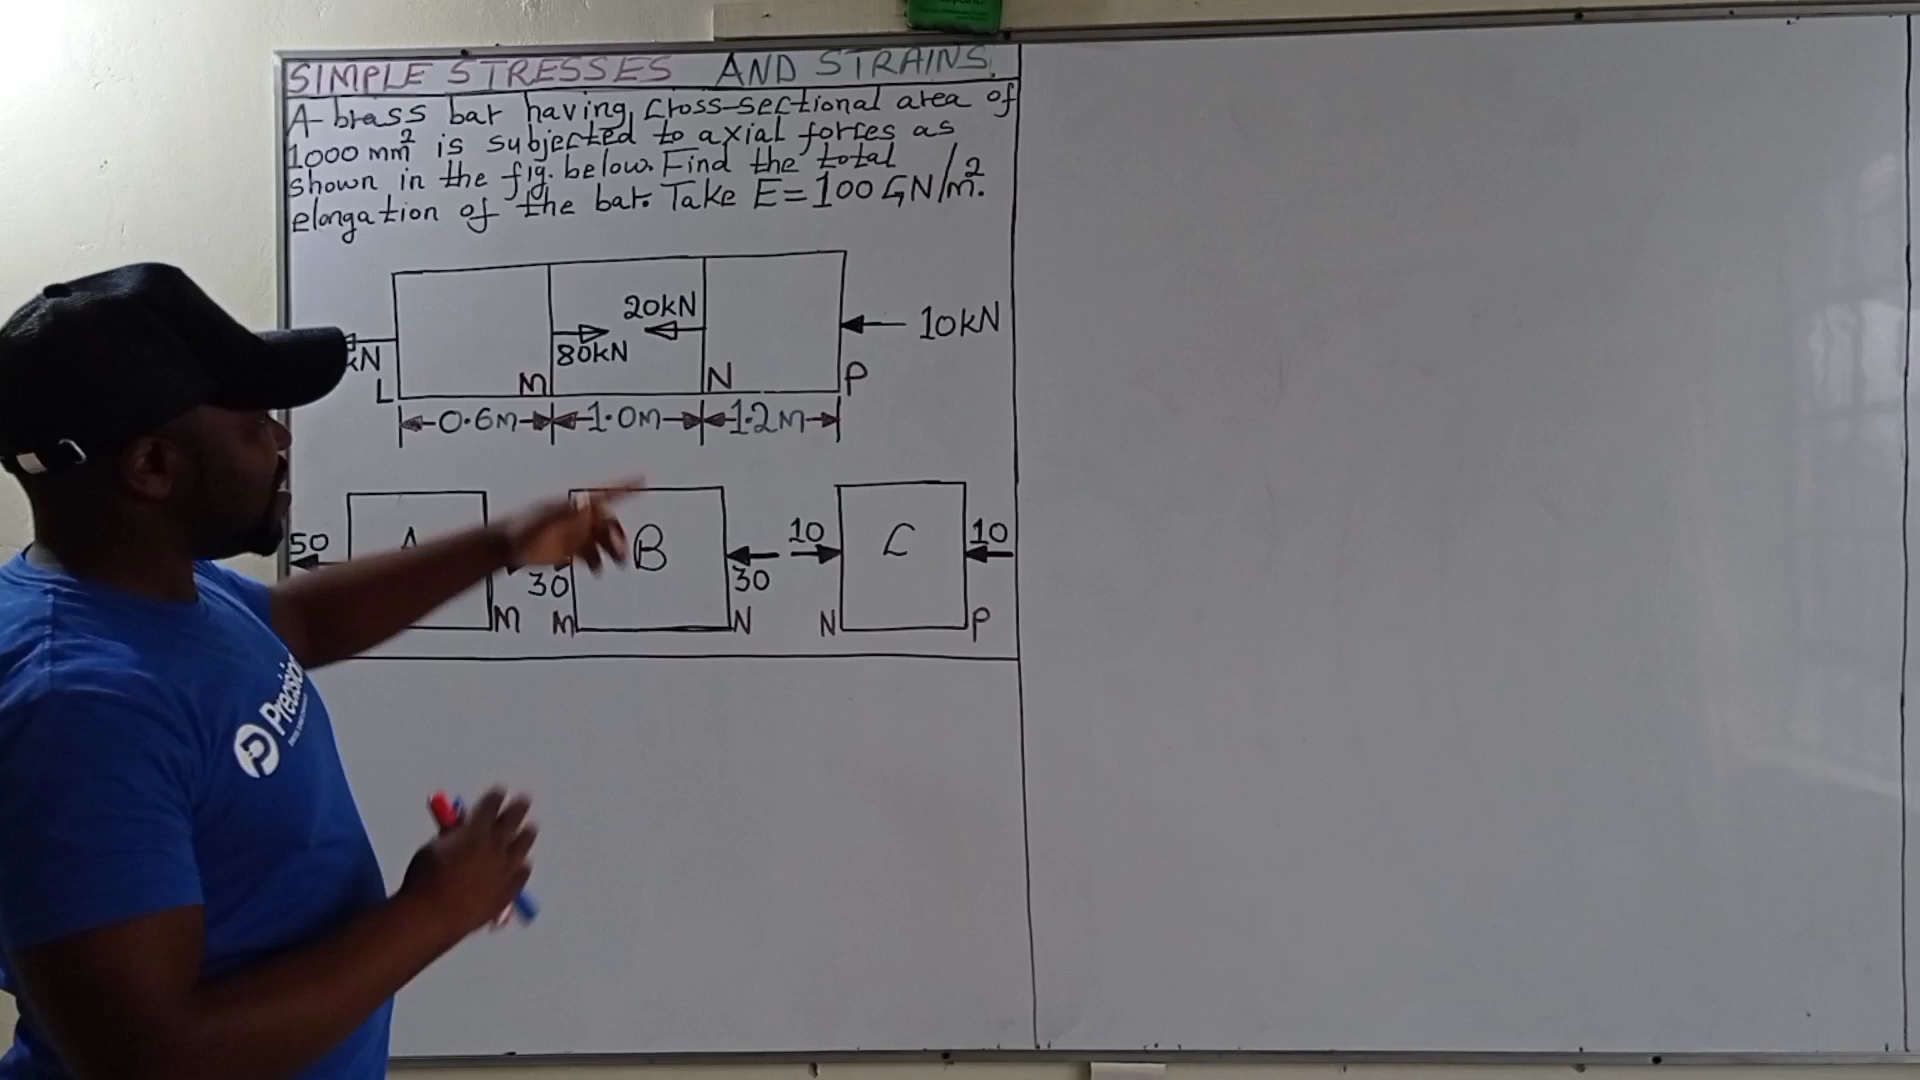 SIMPLE STRESSES AND STRAINS.
A brass bar having cross-sectional area of
1000 mm² is subjected to axial forces as
shown in the fig. below. Find the total
elongation of the bar. Take E=100 GN/m².
20kN
10kN
80kN
kN
L M N P
0.6m 1.0m 1.2m
50 B 10 C 10
30 30
M M N N P
Precision